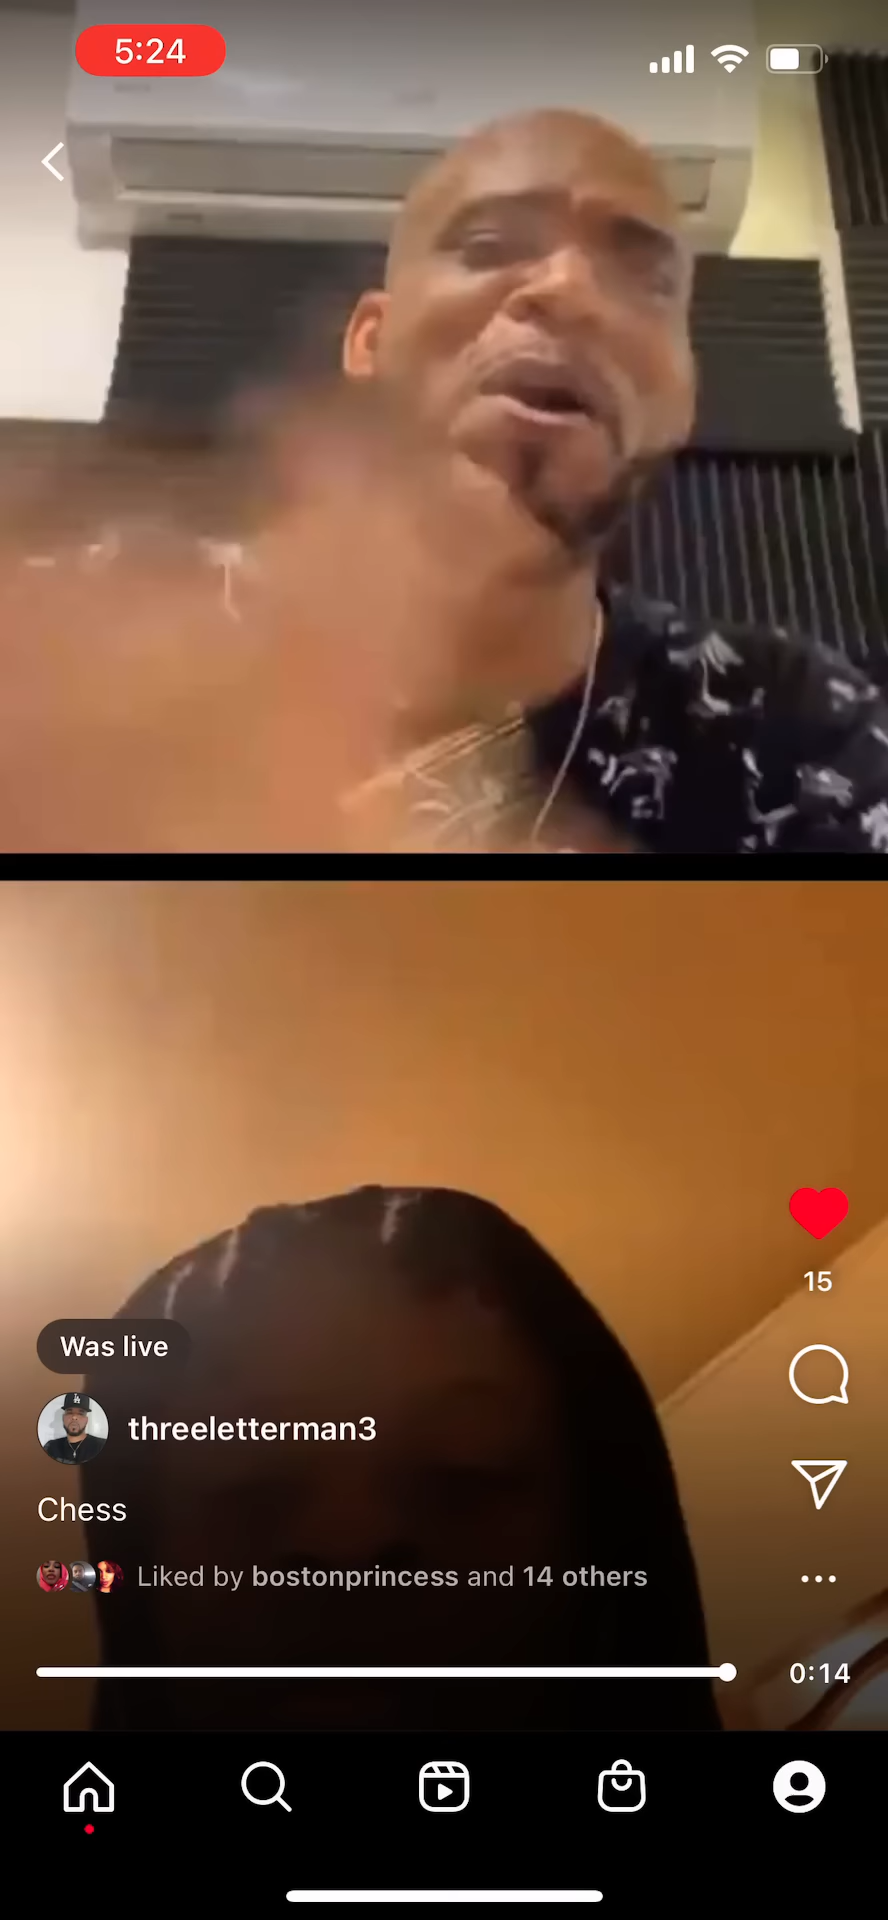 5:24
Was live
threeletterman3
Chess
Liked by bostonprincess and 14 others
15
0:14